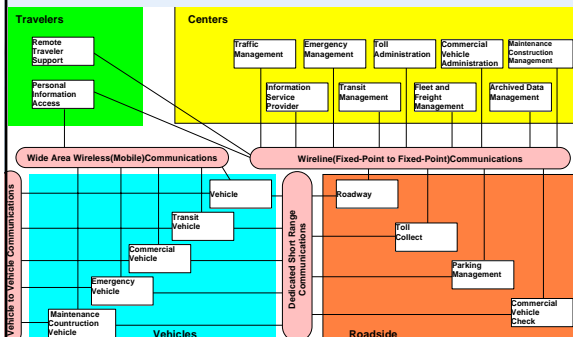 Travelers
Centers
Remote
Traveler
Support
Personal
Information
Access
Traffic
Management
Emergency
Management
Toll
Administration
Commercial
Vehicle
Administration
Maintenance
Construction
Management
Information
Service
Provider
Transit
Management
Fleet and
Freight
Management
Archived Data
Management
Wide Area Wireless(Mobile)Communications
Wireline(Fixed-Point to Fixed-Point)Communications
Vehicle to Vehicle Communications
Vehicle
Transit
Vehicle
Commercial
Vehicle
Emergency
Vehicle
Maintenance
Countruction
Vehicle
Vehicles
Dedicated Short Range
Communications
Roadway
Toll
Collect
Parking
Management
Commercial
Vehicle
Check
Roadside